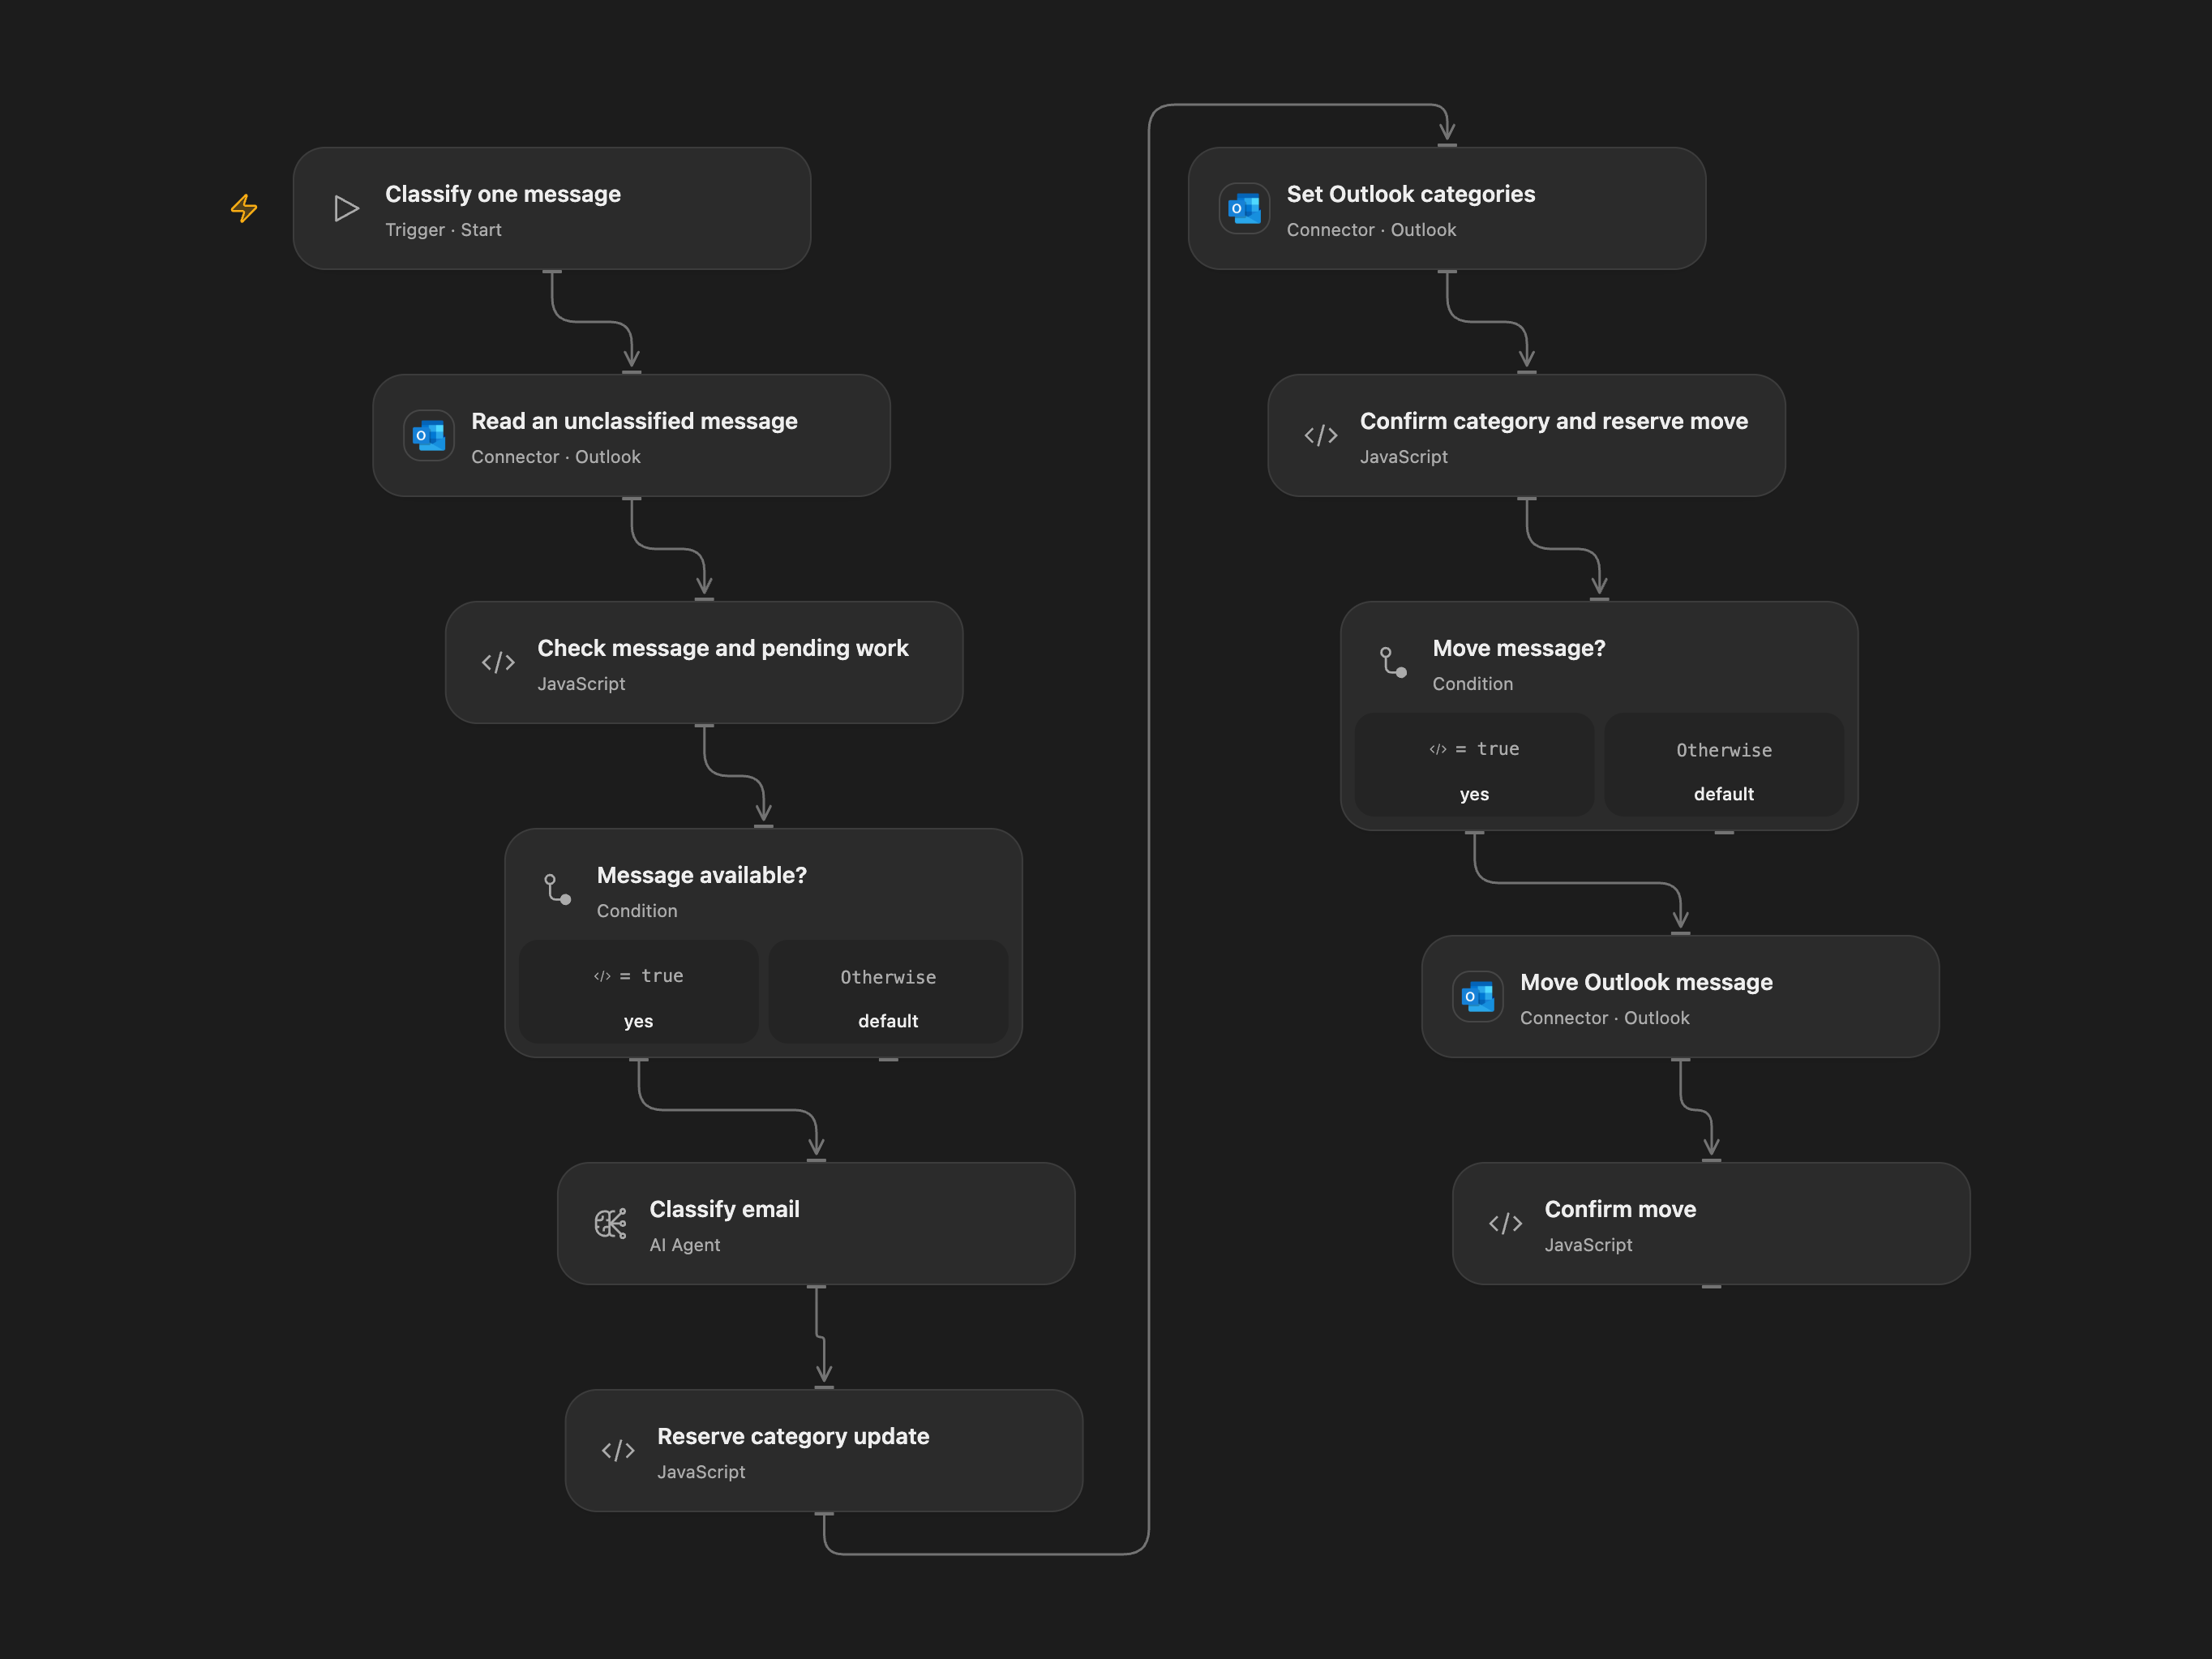 Classify one message
Trigger · Start
Read an unclassified message
Connector · Outlook
Check message and pending work
JavaScript
Message available?
Condition
</> = true
Otherwise
yes
default
Classify email
AI Agent
Reserve category update
JavaScript
Set Outlook categories
Connector · Outlook
Confirm category and reserve move
JavaScript
Move message?
Condition
</> = true
Otherwise
yes
default
Move Outlook message
Connector · Outlook
Confirm move
JavaScript